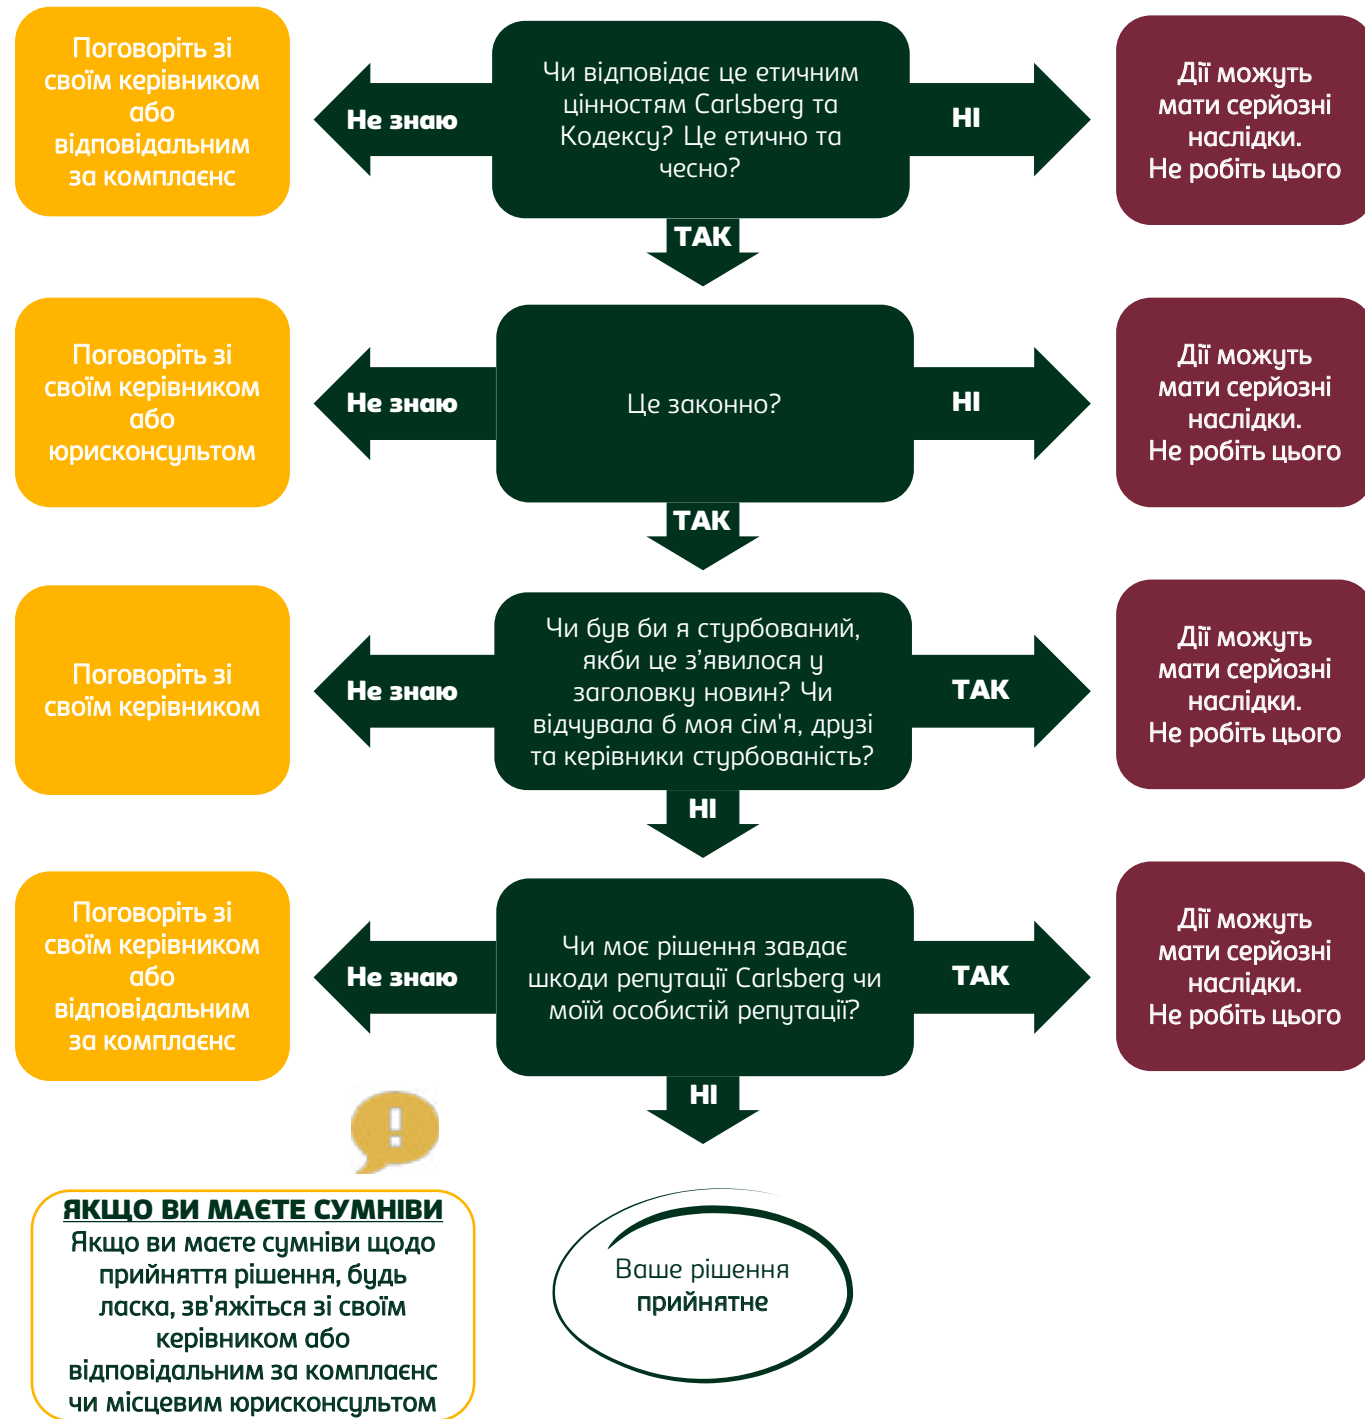 Поговоріть зі
своїм керівником
або
відповідальним
за комплаєнс
Не знаю
Чи відповідає це етичним
цінностям Carlsberg та
Кодексу? Це етично та
чесно?
НІ
Дії можуть
мати серйозні
наслідки.
Не робіть цього
ТАК
Поговоріть зі
своїм керівником
або
юрисконсультом
Не знаю
Це законно?
НІ
Дії можуть
мати серйозні
наслідки.
Не робіть цього
ТАК
Поговоріть зі
своїм керівником
Не знаю
Чи був би я стурбований,
якби це з’явилося у
заголовку новин? Чи
відчувала б моя сім'я, друзі
та керівники стурбованість?
ТАК
Дії можуть
мати серйозні
наслідки.
Не робіть цього
НІ
Поговоріть зі
своїм керівником
або
відповідальним
за комплаєнс
Не знаю
Чи моє рішення завдає
шкоди репутації Carlsberg чи
моїй особистій репутації?
ТАК
Дії можуть
мати серйозні
наслідки.
Не робіть цього
НІ
!
ЯКЩО ВИ МАЄТЕ СУМНІВИ
Якщо ви маєте сумніви щодо
прийняття рішення, будь
ласка, зв'яжіться зі своїм
керівником або
відповідальним за комплаєнс
чи місцевим юрисконсультом
Ваше рішення
прийнятне